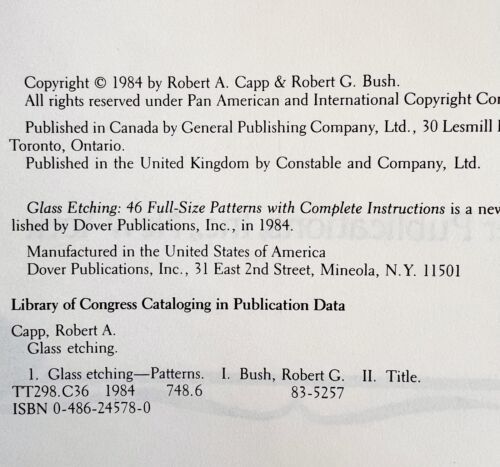 Copyright © 1984 by Robert A. Capp & Robert G. Bush.
All rights reserved under Pan American and International Copyright
Published in Canada by General Publishing Company, Ltd., 30 Lesmill
Toronto, Ontario.
Published in the United Kingdom by Constable and Company, Ltd.
Glass Etching: 46 Full-Size Patterns with Complete Instructions is a new
lished by Dover Publications, Inc., in 1984.
Manufactured in the United States of America
Dover Publications, Inc., 31 East 2nd Street, Mineola, N.Y. 11501
Library of Congress Cataloging in Publication Data
Capp, Robert A.
Glass etching.
1. Glass etching—Patterns. I. Bush, Robert G. II. Title.
TT298.C36 1984 748.6 83-5257
ISBN 0-486-24578-0